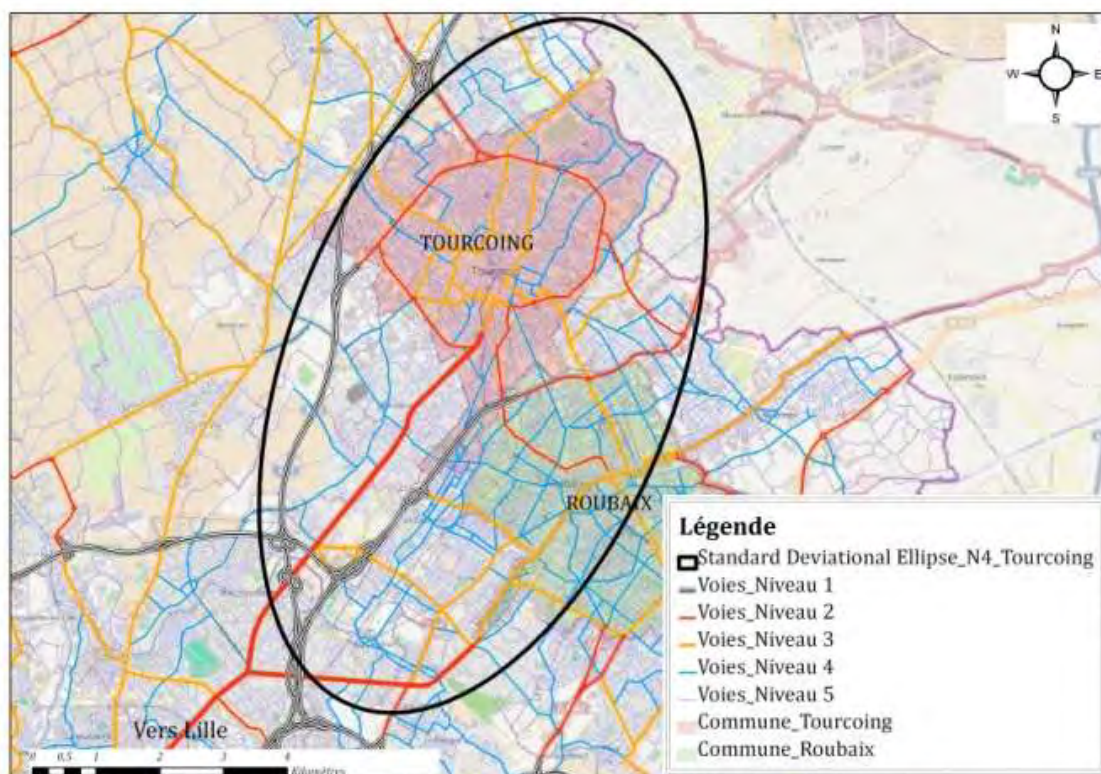 N
W E
S
TOURCOING
ROUBAIX
Légende
Standard Deviational Ellipse_N4_Tourcoing
Voies_Niveau 1
Voies_Niveau 2
Voies_Niveau 3
Voies_Niveau 4
Voies_Niveau 5
Commune_Tourcoing
Commune_Roubaix
Vers Lille
0 0,5 1 2 3 4
Kilomètres